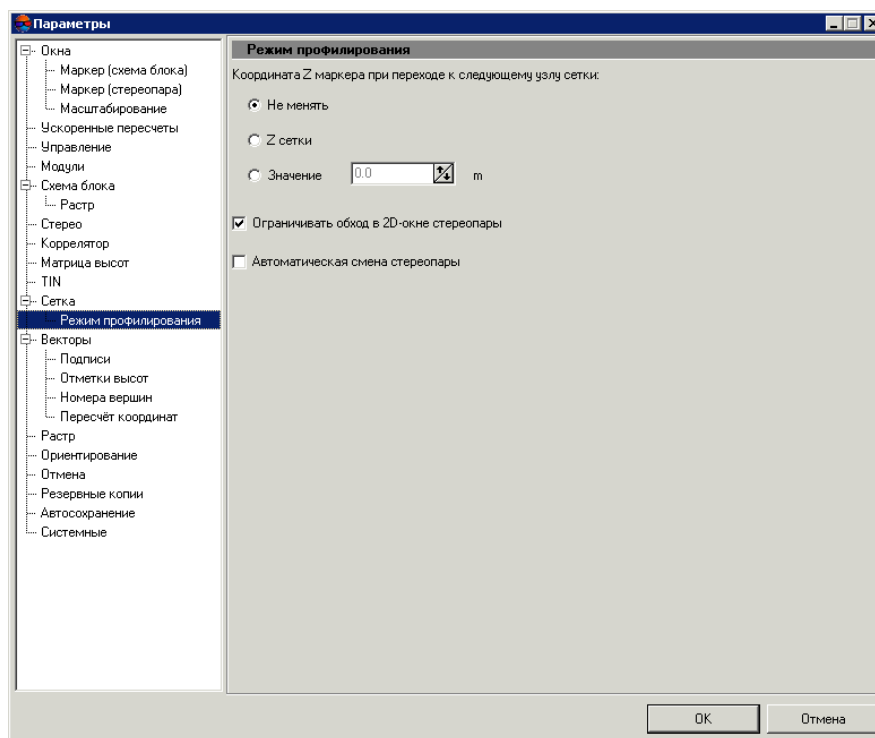 Параметры
Окна
Маркер (схема блока)
Маркер (стереопара)
Масштабирование
Ускоренные пересчеты
Управление
Модули
Схема блока
Растр
Стерео
Коррелятор
Матрица высот
TIN
Сетка
Режим профилирования
Векторы
Подписи
Отметки высот
Номера вершин
Пересчёт координат
Растр
Ориентирование
Отмена
Резервные копии
Автосохранение
Системные
Режим профилирования
Координата Z маркера при переходе к следующему узлу сетки:
Не менять
Z сетки
Значение 0.0 m
Ограничивать обход в 2D-окне стереопары
Автоматическая смена стереопары
OK Отмена